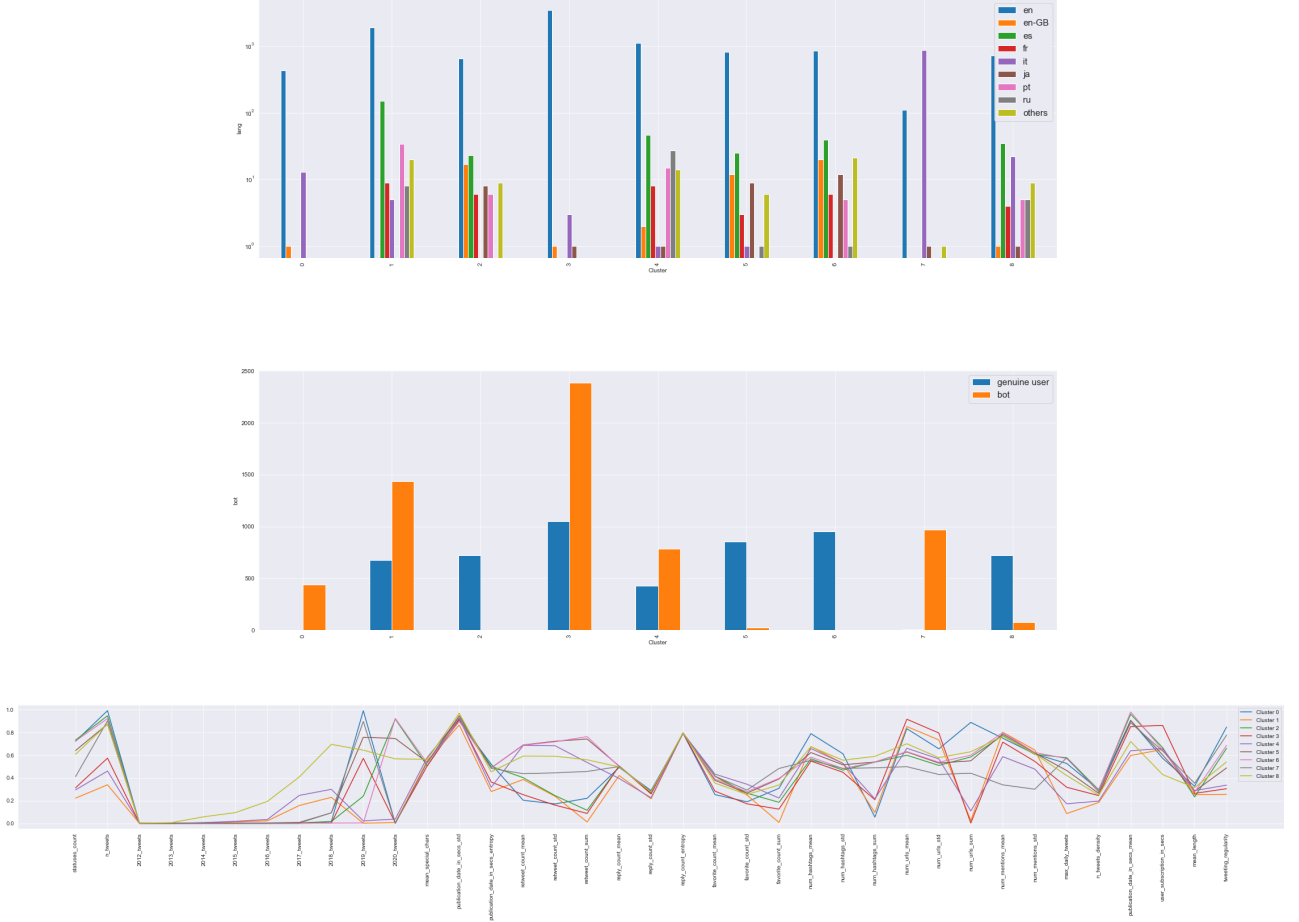 en
en-GB
es
fr
it
ja
pt
ru
others
10³
10²
10¹
10⁰
lang
0 1 2 3 4 5 6 7 8
Cluster
genuine user
bot
2500
2000
1500
1000
500
0
bot
0 1 2 3 4 5 6 7 8
Cluster
1.0
0.8
0.6
0.4
0.2
0.0
Cluster 0
Cluster 1
Cluster 2
Cluster 3
Cluster 4
Cluster 5
Cluster 6
Cluster 7
Cluster 8
statuses_count
n_tweets
2012_tweets
2013_tweets
2014_tweets
2015_tweets
2016_tweets
2017_tweets
2018_tweets
2019_tweets
2020_tweets
mean_special_chars
publication_date_in_secs_std
publication_date_in_secs_entropy
retweet_count_mean
retweet_count_std
retweet_count_sum
reply_count_mean
reply_count_std
reply_count_entropy
favorite_count_mean
favorite_count_std
favorite_count_sum
num_hashtags_mean
num_hashtags_std
num_hashtags_sum
num_urls_mean
num_urls_std
num_urls_sum
num_mentions_mean
num_mentions_std
max_daily_tweets
n_tweets_density
publication_date_in_secs_mean
user_subscription_in_secs
mean_length
tweeting_regularity